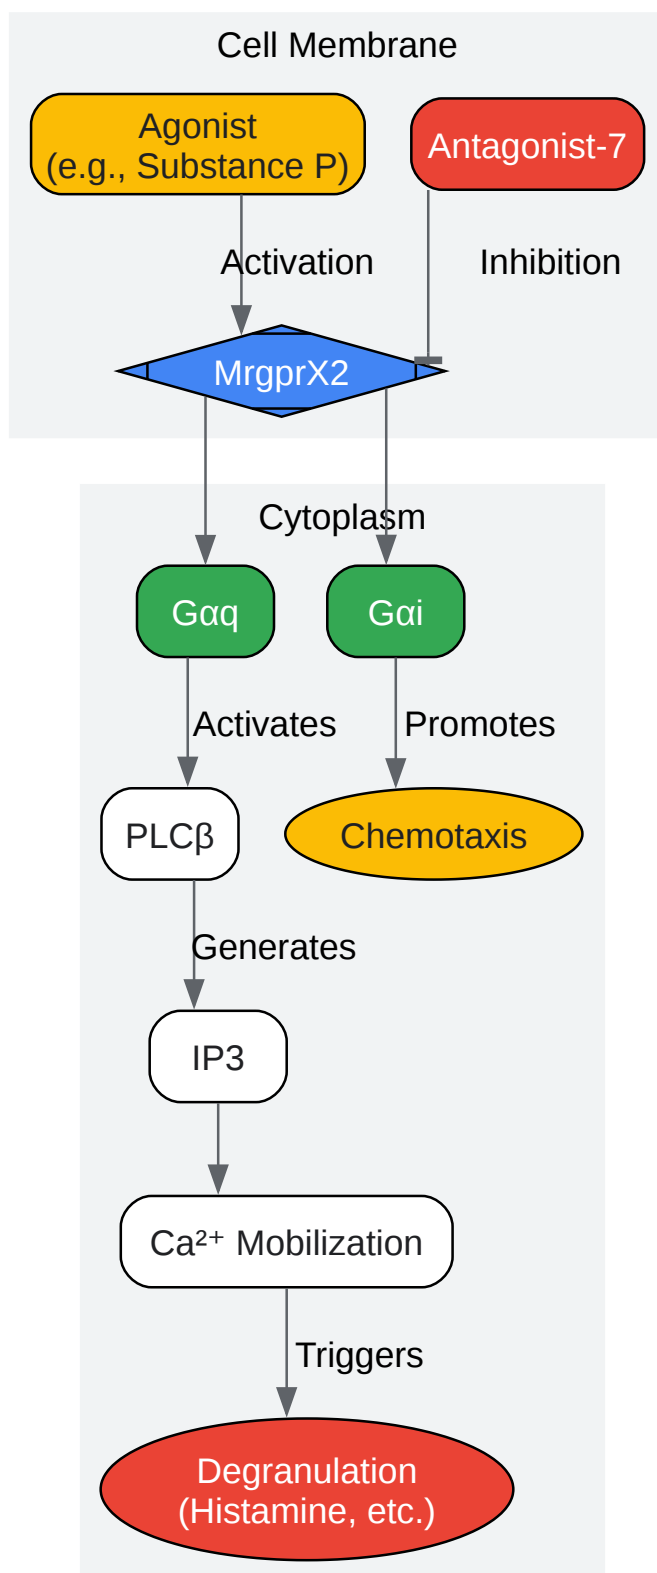 Cell Membrane
Agonist
(e.g., Substance P)
Antagonist-7
Activation
Inhibition
MrgprX2
Cytoplasm
Gαq
Gαi
Activates
Promotes
PLCβ
Chemotaxis
Generates
IP3
Ca²⁺ Mobilization
Triggers
Degranulation
(Histamine, etc.)